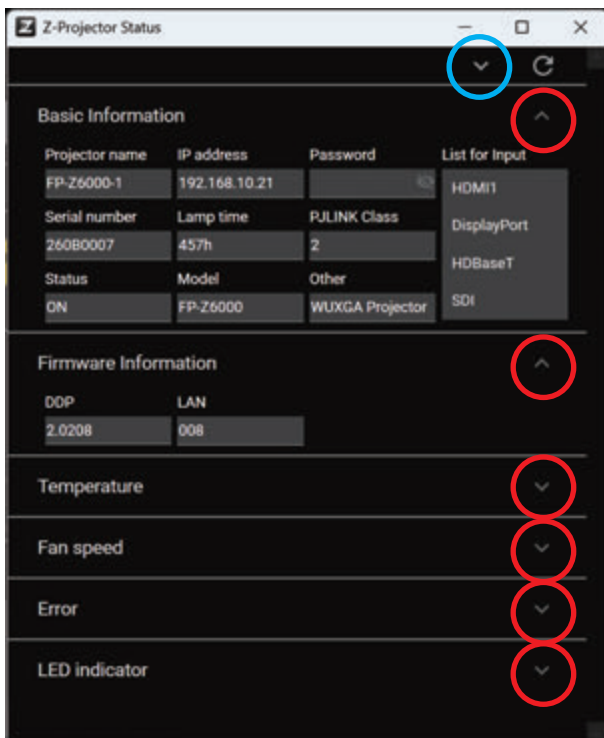 Z Z-Projector Status
Basic Information
Projector name IP address Password List for Input
FP-Z6000-1 192.168.10.21 HDMI1
Serial number Lamp time PJLINK Class DisplayPort
260B0007 457h 2 HDBaseT
Status Model Other
ON FP-Z6000 WUXGA Projector SDI
Firmware Information
DDP LAN
2.0208 008
Temperature
Fan speed
Error
LED indicator